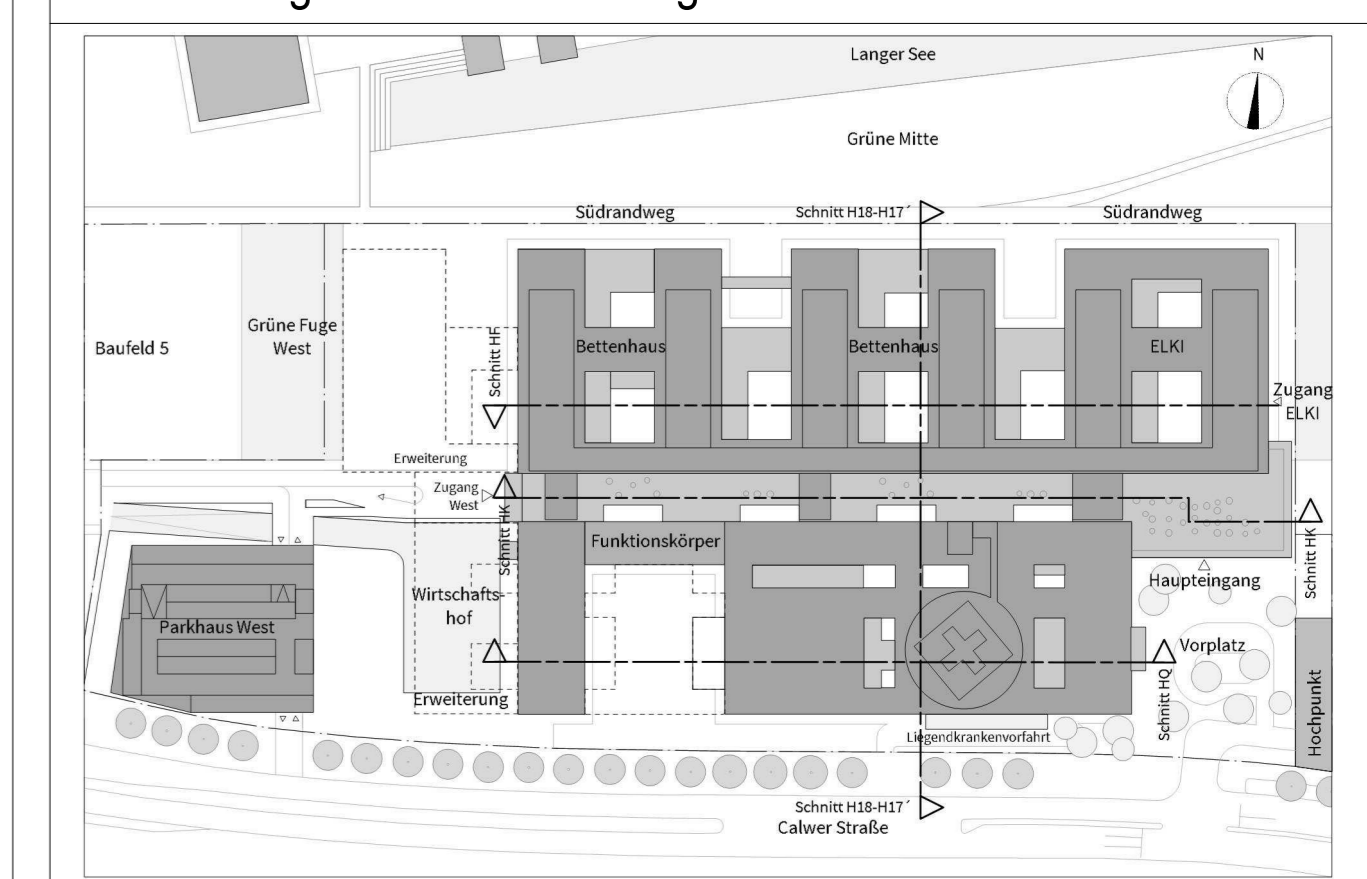 Langer See
N
Grüne Mitte
Südrandweg
Schnitt H18-H17´
Südrandweg
Grüne Fuge
West
Baufeld 5
Schnitt HF
Bettenhaus
Bettenhaus
ELKI
Zugang
ELKI
Erweiterung
Zugang
West
Schnitt HK
Funktionskörper
Schnitt HK
Haupteingang
Wirtschafts-
hof
Parkhaus West
Vorplatz
Schnitt HQ
Erweiterung
Liegendkrankenvorfahrt
Hochpunkt
Schnitt H18-H17´
Calwer Straße